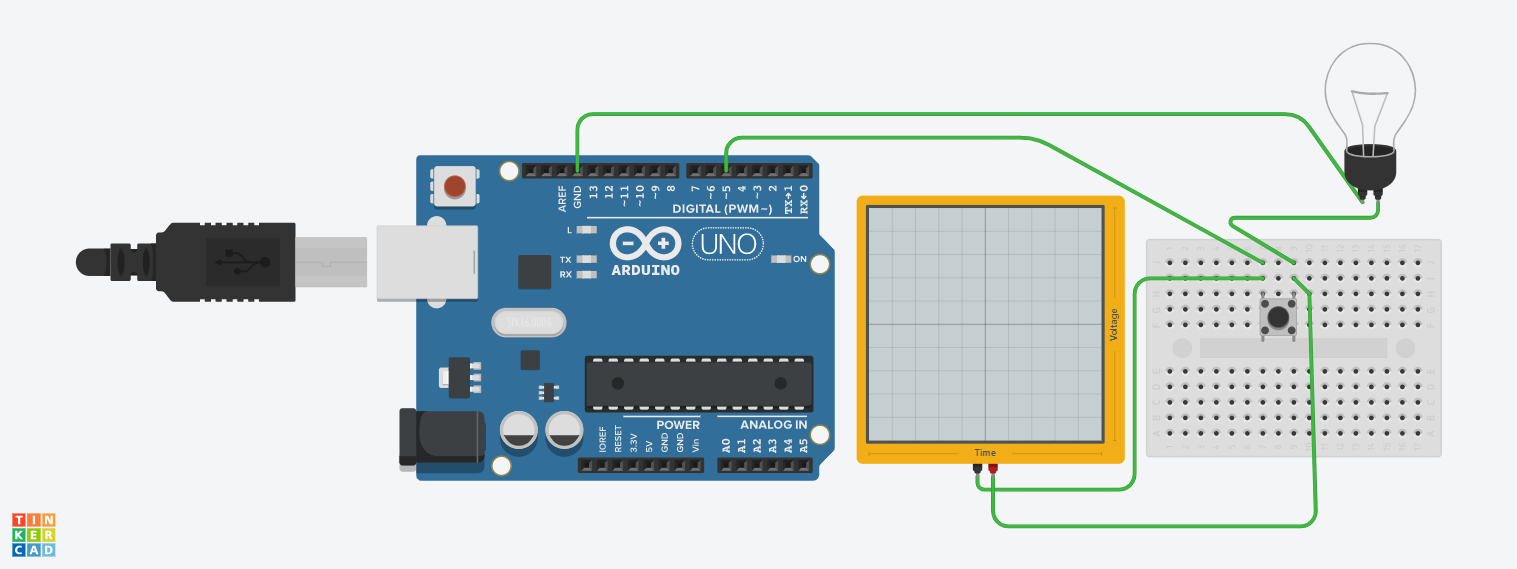 AREF
GND
13
12
~11
~10
~9
8
7
~6
~5
4
~3
2
TX→1
RX←0
DIGITAL (PWM~)
L
TX
RX
UNO
ON
ARDUINO
IOREF
RESET
3.3V
5V
GND
GND
Vin
POWER
ANALOG IN
A0
A1
A2
A3
A4
A5
Voltage
Time
TIN
KER
CAD